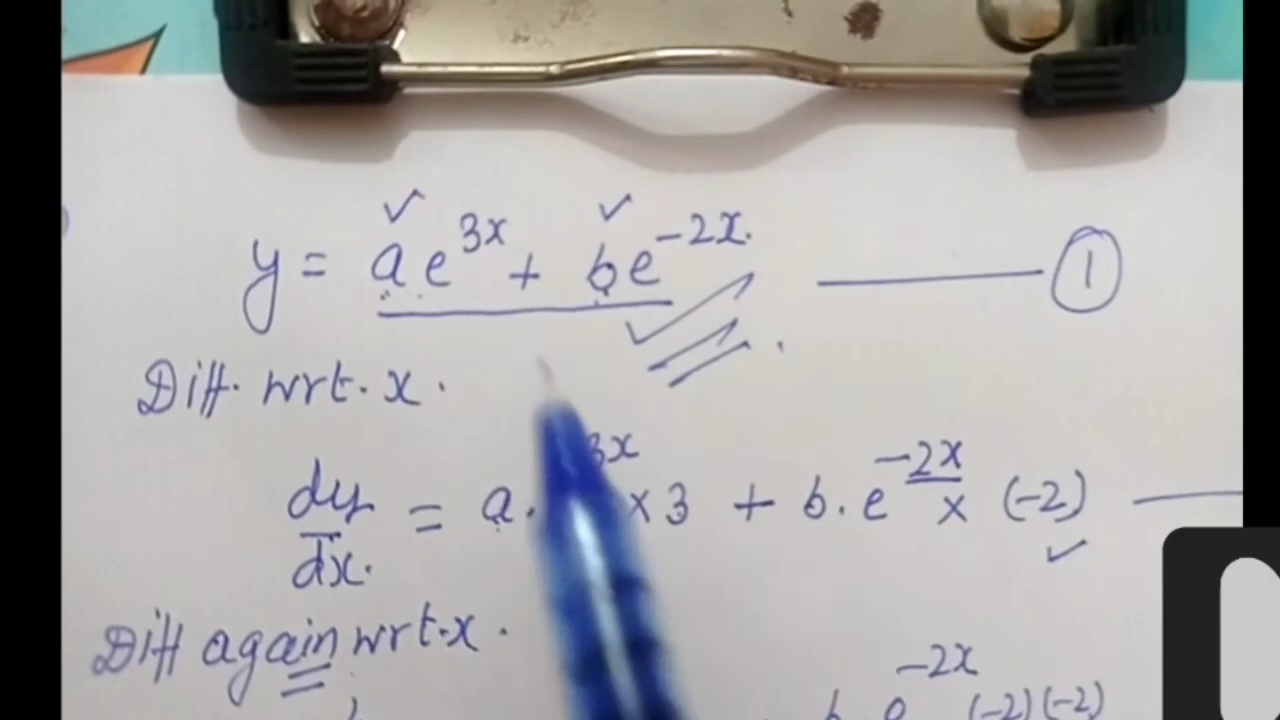 y = ae^3x + be^-2x. ——— ①
Diff. wrt. x.
dy/dx. = a. 3x x 3 + b. e^-2x x (-2) ———
Diff again wrt. x.
b e^-2x (-2)(-2)